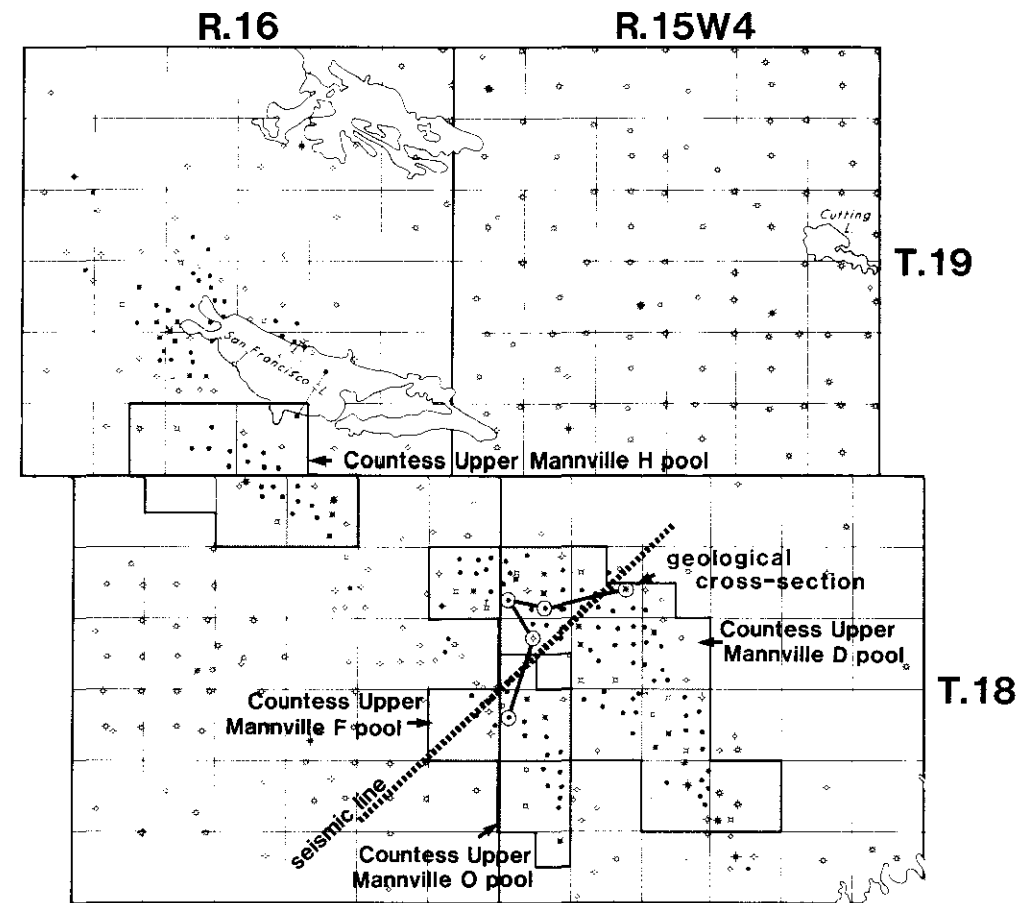 R.16
R.15W4
Cutting
L.
T.19
San Francisco L.
Countess Upper Mannville H pool
geological
cross-section
Countess Upper
Mannville D pool
T.18
Countess Upper
Mannville F pool
seismic line
Countess Upper
Mannville O pool